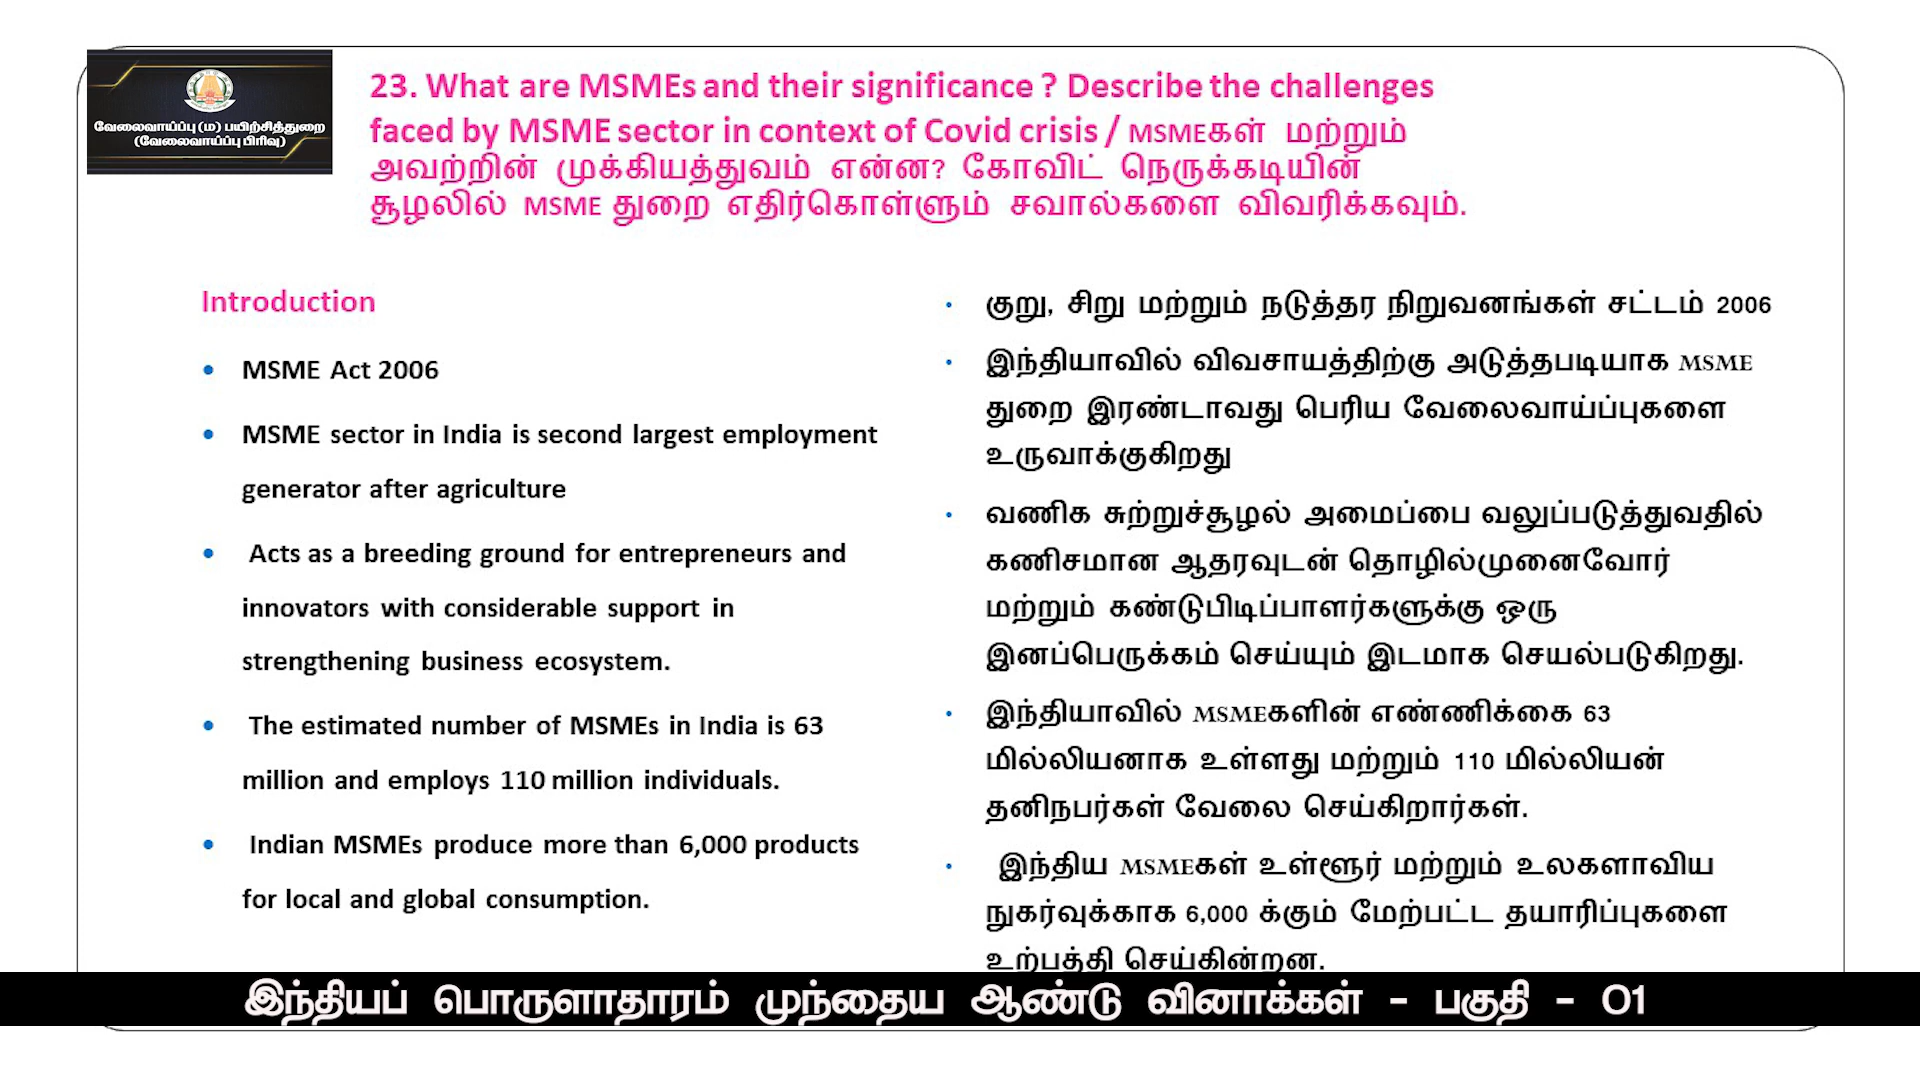 வேலைவாய்ப்பு (ம) பயிற்சித்துறை
(வேலைவாய்ப்பு பிரிவு)
23. What are MSMEs and their significance ? Describe the challenges
faced by MSME sector in context of Covid crisis / MSMEகள் மற்றும்
அவற்றின் முக்கியத்துவம் என்ன? கோவிட் நெருக்கடியின்
சூழலில் MSME துறை எதிர்கொள்ளும் சவால்களை விவரிக்கவும்.
Introduction
• MSME Act 2006
• MSME sector in India is second largest employment
generator after agriculture
• Acts as a breeding ground for entrepreneurs and
innovators with considerable support in
strengthening business ecosystem.
• The estimated number of MSMEs in India is 63
million and employs 110 million individuals.
• Indian MSMEs produce more than 6,000 products
for local and global consumption.
• குறு, சிறு மற்றும் நடுத்தர நிறுவனங்கள் சட்டம் 2006
• இந்தியாவில் விவசாயத்திற்கு அடுத்தபடியாக MSME
துறை இரண்டாவது பெரிய வேலைவாய்ப்புகளை
உருவாக்குகிறது
• வணிக சுற்றுச்சூழல் அமைப்பை வலுப்படுத்துவதில்
கணிசமான ஆதரவுடன் தொழில்முனைவோர்
மற்றும் கண்டுபிடிப்பாளர்களுக்கு ஒரு
இனப்பெருக்கம் செய்யும் இடமாக செயல்படுகிறது.
• இந்தியாவில் MSMEகளின் எண்ணிக்கை 63
மில்லியனாக உள்ளது மற்றும் 110 மில்லியன்
தனிநபர்கள் வேலை செய்கிறார்கள்.
• இந்திய MSMEகள் உள்ளூர் மற்றும் உலகளாவிய
நுகர்வுக்காக 6,000 க்கும் மேற்பட்ட தயாரிப்புகளை
உற்பத்தி செய்கின்றன.
இந்தியப் பொருளாதாரம் முந்தைய ஆண்டு வினாக்கள் - பகுதி - 01